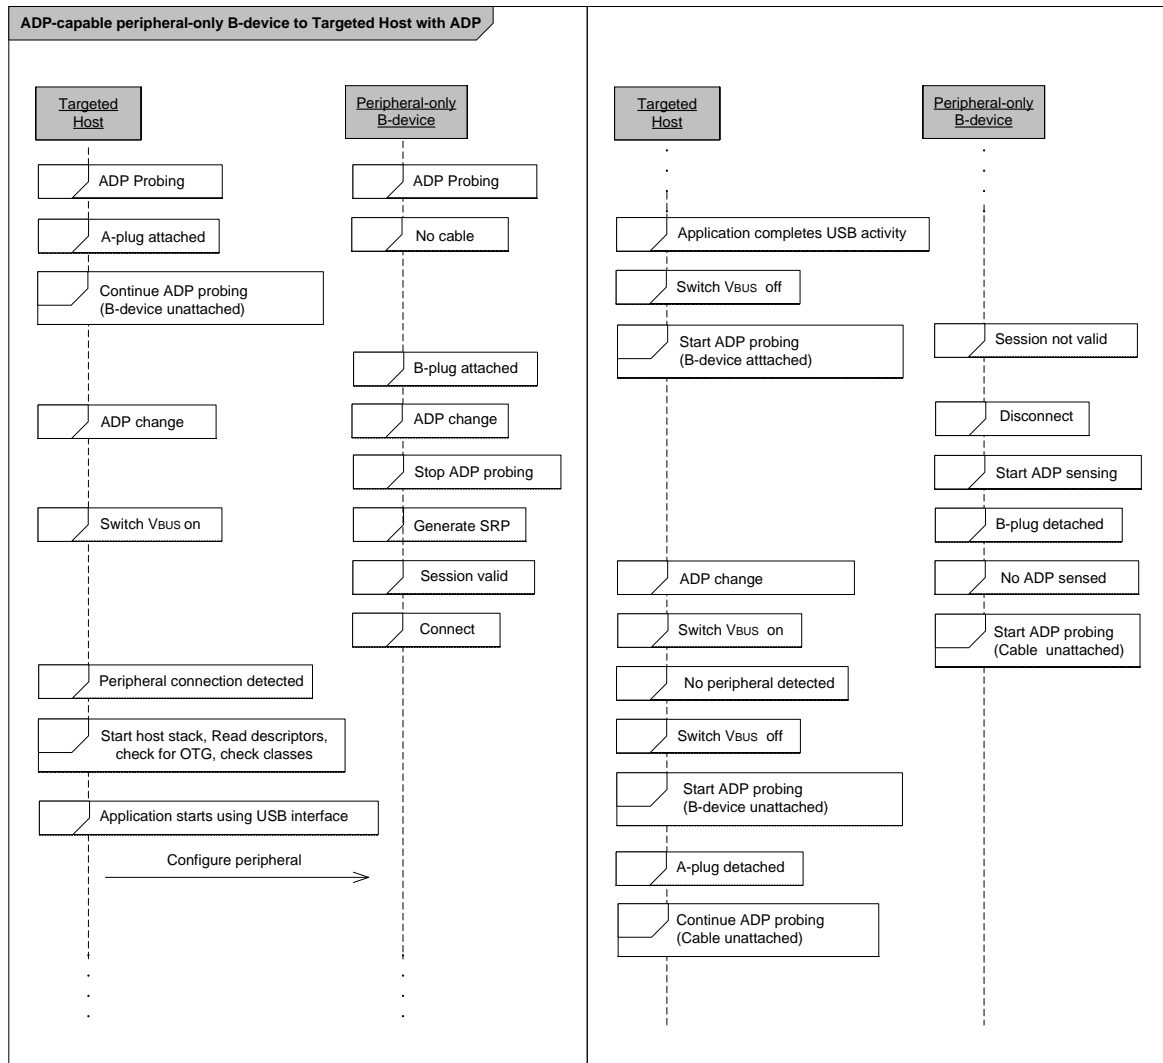 ADP-capable peripheral-only B-device to Targeted Host with ADP
Targeted
Host
Peripheral-only
B-device
ADP Probing
ADP Probing
A-plug attached
No cable
Continue ADP probing
(B-device unattached)
B-plug attached
ADP change
ADP change
Stop ADP probing
Switch VBUS on
Generate SRP
Session valid
Connect
Peripheral connection detected
Start host stack, Read descriptors,
check for OTG, check classes
Application starts using USB interface
Configure peripheral
Targeted
Host
Peripheral-only
B-device
Application completes USB activity
Switch VBUS off
Start ADP probing
(B-device atttached)
Session not valid
Disconnect
Start ADP sensing
B-plug detached
ADP change
No ADP sensed
Switch VBUS on
Start ADP probing
(Cable unattached)
No peripheral detected
Switch VBUS off
Start ADP probing
(B-device unattached)
A-plug detached
Continue ADP probing
(Cable unattached)